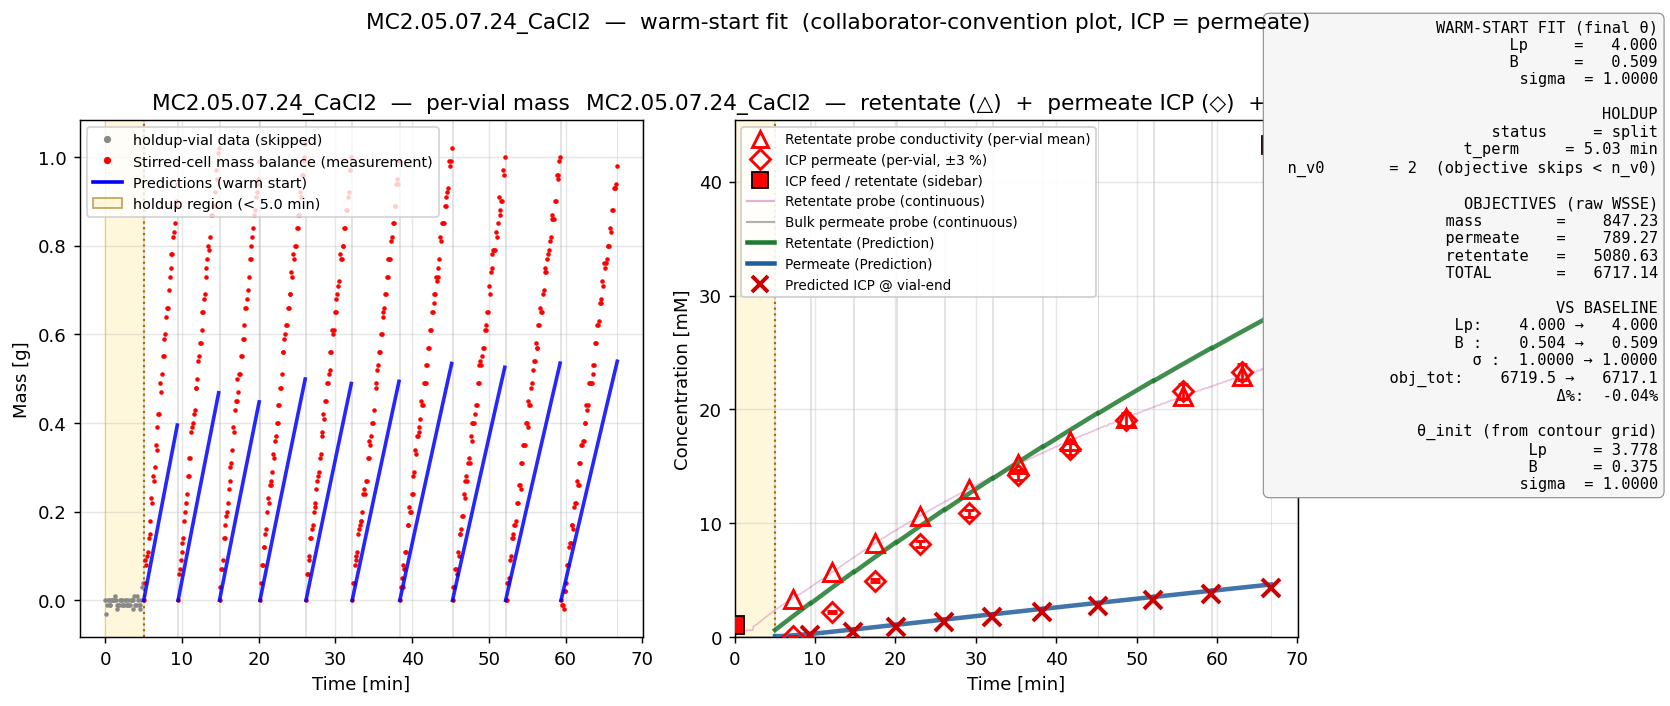 MC2.05.07.24_CaCl2 — warm-start fit (collaborator-convention plot, ICP = permeate)
MC2.05.07.24_CaCl2 — per-vial mass
1.0
0.8
0.6
0.4
0.2
0.0
Mass [g]
holdup-vial data (skipped)
Stirred-cell mass balance (measurement)
Predictions (warm start)
holdup region (< 5.0 min)
0 10 20 30 40 50 60 70
Time [min]
MC2.05.07.24_CaCl2 — retentate (△) + permeate ICP (◇) +
40
30
20
10
0
Concentration [mM]
Retentate probe conductivity (per-vial mean)
ICP permeate (per-vial, ±3 %)
ICP feed / retentate (sidebar)
Retentate probe (continuous)
Bulk permeate probe (continuous)
Retentate (Prediction)
Permeate (Prediction)
Predicted ICP @ vial-end
0 10 20 30 40 50 60 70
Time [min]
WARM-START FIT (final θ)
Lp = 4.000
B = 0.509
sigma = 1.0000
HOLDUP
status = split
t_perm = 5.03 min
n_v0 = 2 (objective skips < n_v0)
OBJECTIVES (raw WSSE)
mass = 847.23
permeate = 789.27
retentate = 5080.63
TOTAL = 6717.14
VS BASELINE
Lp: 4.000 → 4.000
B : 0.504 → 0.509
σ : 1.0000 → 1.0000
obj_tot: 6719.5 → 6717.1
Δ%: -0.04%
θ_init (from contour grid)
Lp = 3.778
B = 0.375
sigma = 1.0000